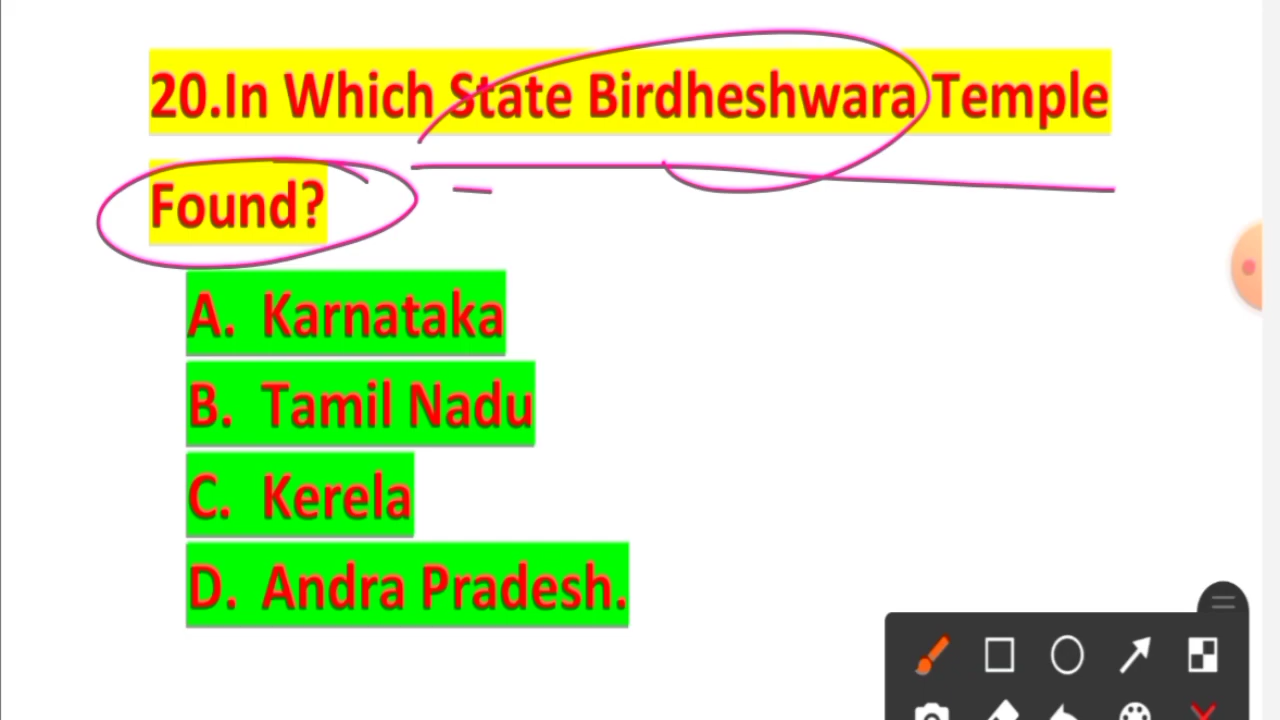 20.In Which State Birdheshwara Temple
Found?
A. Karnataka
B. Tamil Nadu
C. Kerela
D. Andra Pradesh.